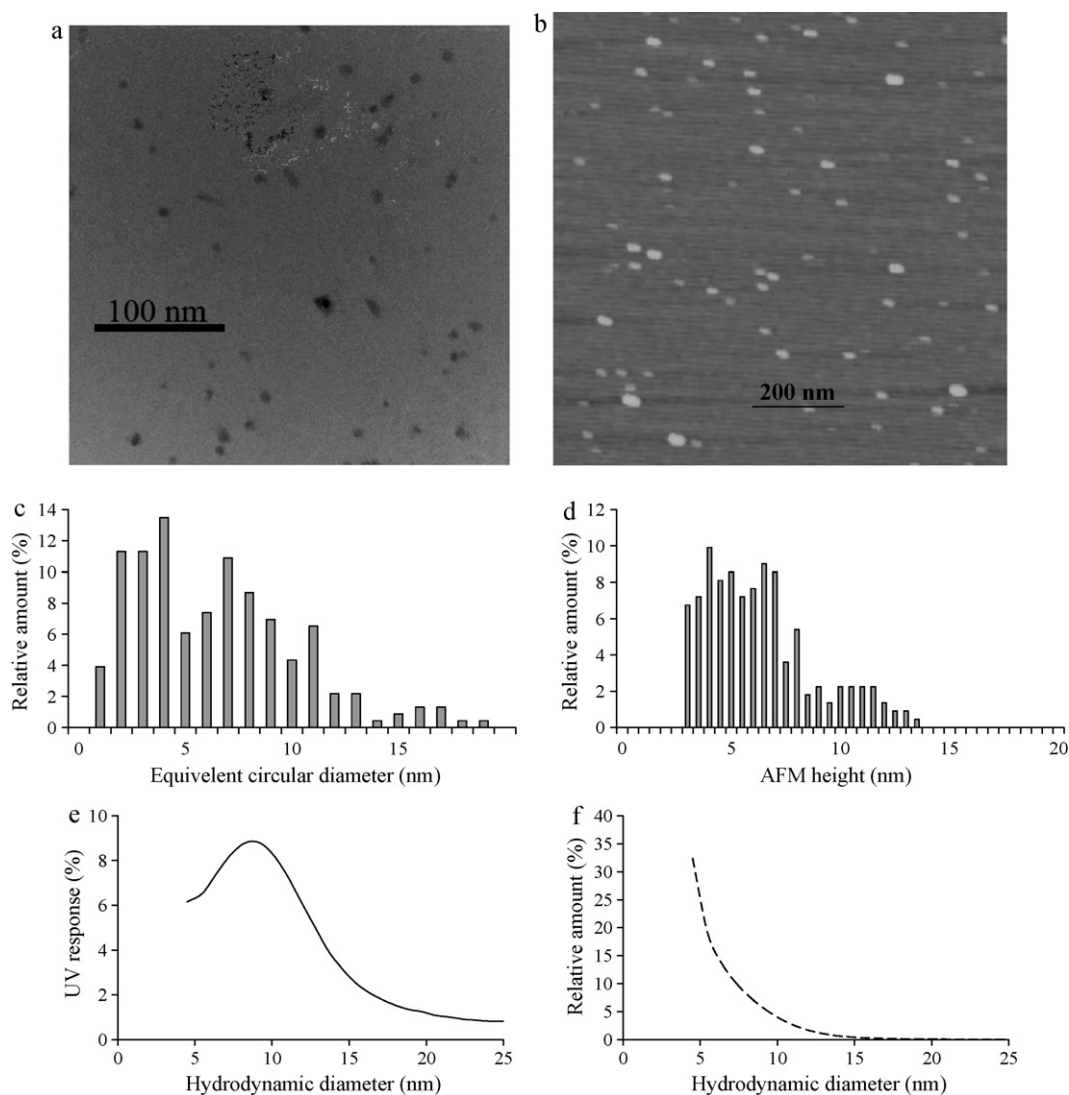 a
100 nm
b
200 nm
c
Relative amount (%)
14
12
10
8
6
4
2
0
0 5 10 15
Equivelent circular diameter (nm)
d
Relative amount (%)
12
10
8
6
4
2
0
0 5 10 15 20
AFM height (nm)
e
UV response (%)
10
8
6
4
2
0
0 5 10 15 20 25
Hydrodynamic diameter (nm)
f
Relative amount (%)
40
35
30
25
20
15
10
5
0
0 5 10 15 20 25
Hydrodynamic diameter (nm)